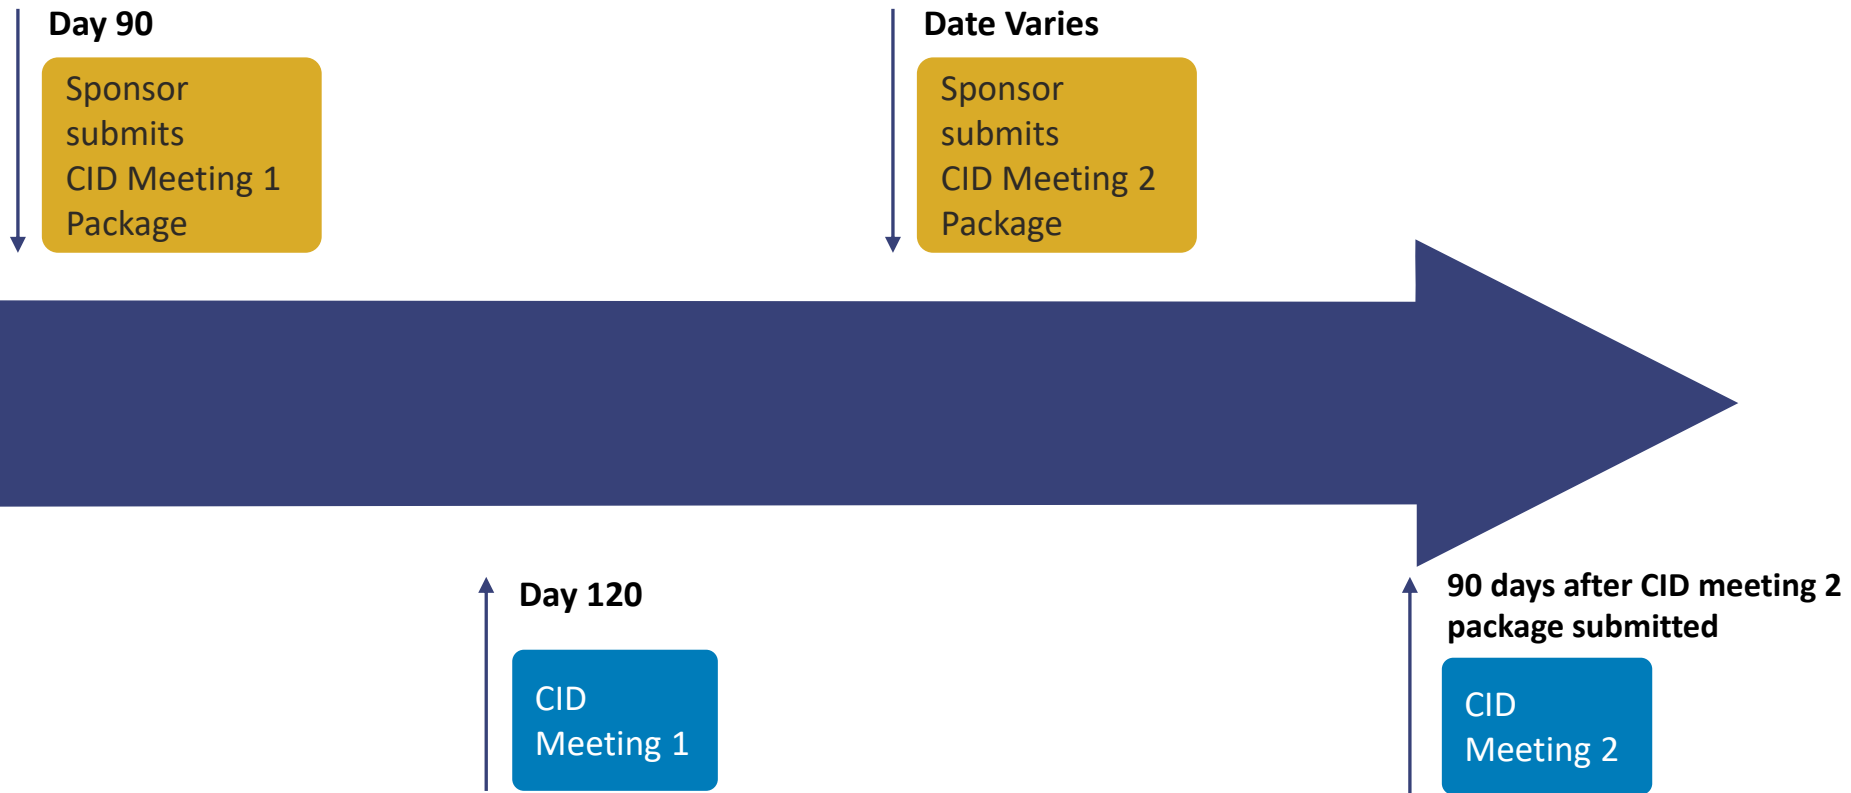 Day 90
Sponsor
submits
CID Meeting 1
Package
Date Varies
Sponsor
submits
CID Meeting 2
Package
Day 120
CID
Meeting 1
90 days after CID meeting 2
package submitted
CID
Meeting 2